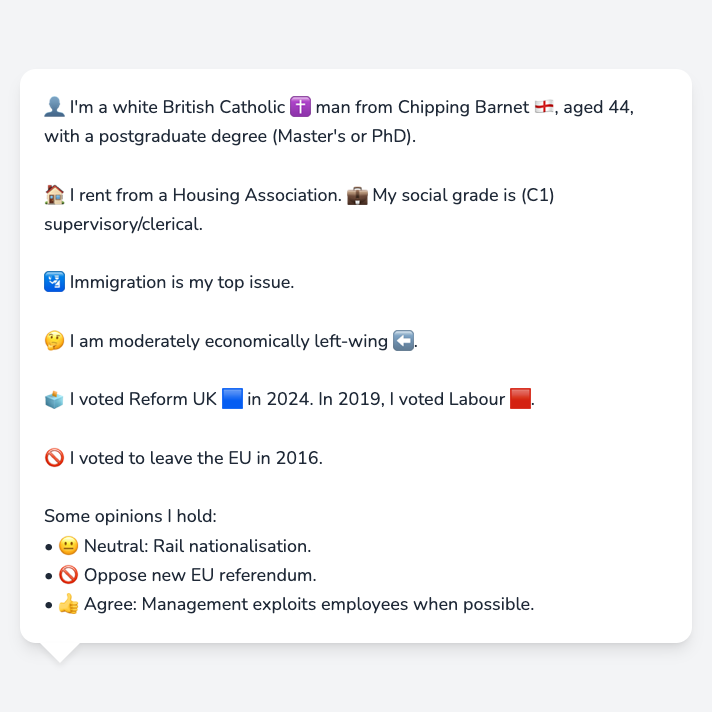 👤 I'm a white British Catholic ✝️ man from Chipping Barnet 🏴󠁧󠁢󠁥󠁮󠁧󠁿, aged 44,
with a postgraduate degree (Master's or PhD).
🏠 I rent from a Housing Association. 💼 My social grade is (C1)
supervisory/clerical.
🛂 Immigration is my top issue.
🤔 I am moderately economically left-wing ⬅️.
🗳️ I voted Reform UK 🟦 in 2024. In 2019, I voted Labour 🟥.
🚫 I voted to leave the EU in 2016.
Some opinions I hold:
• 😐 Neutral: Rail nationalisation.
• 🚫 Oppose new EU referendum.
• 👍 Agree: Management exploits employees when possible.